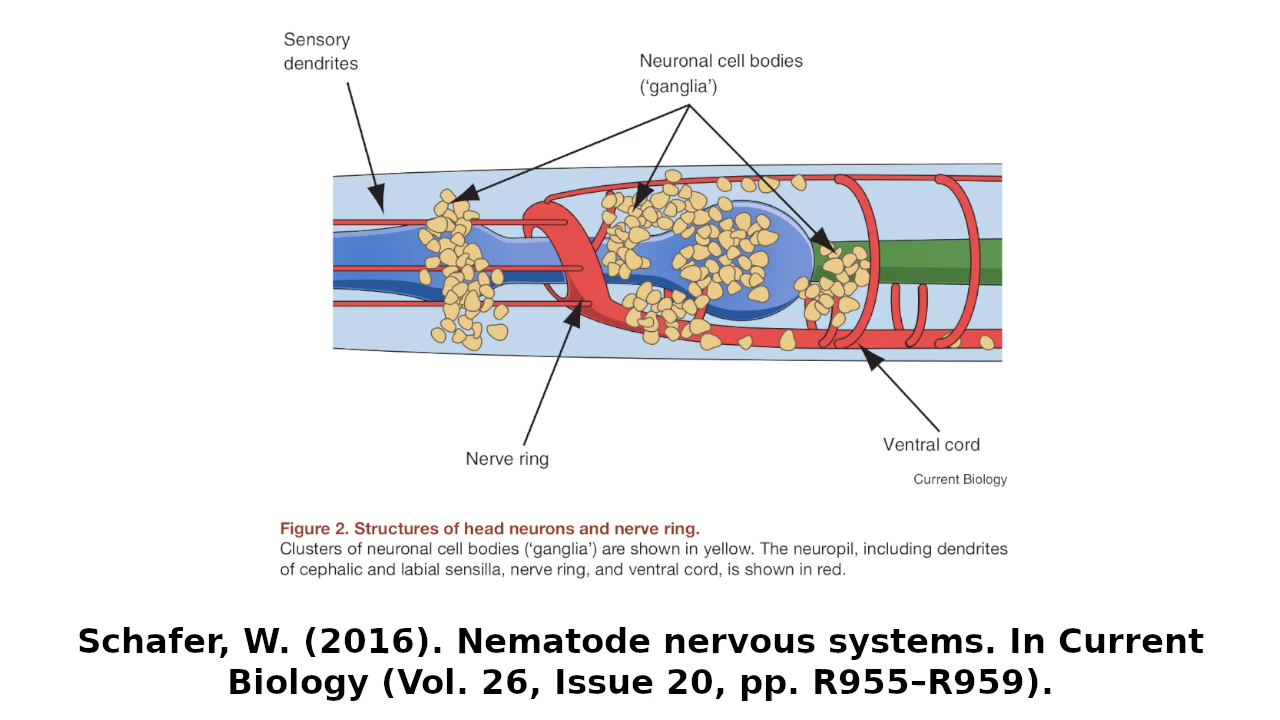 Sensory
dendrites
Neuronal cell bodies
(‘ganglia’)
Nerve ring
Ventral cord
Current Biology
Figure 2. Structures of head neurons and nerve ring.
Clusters of neuronal cell bodies (‘ganglia’) are shown in yellow. The neuropil, including dendrites
of cephalic and labial sensilla, nerve ring, and ventral cord, is shown in red.
Schafer, W. (2016). Nematode nervous systems. In Current
Biology (Vol. 26, Issue 20, pp. R955–R959).